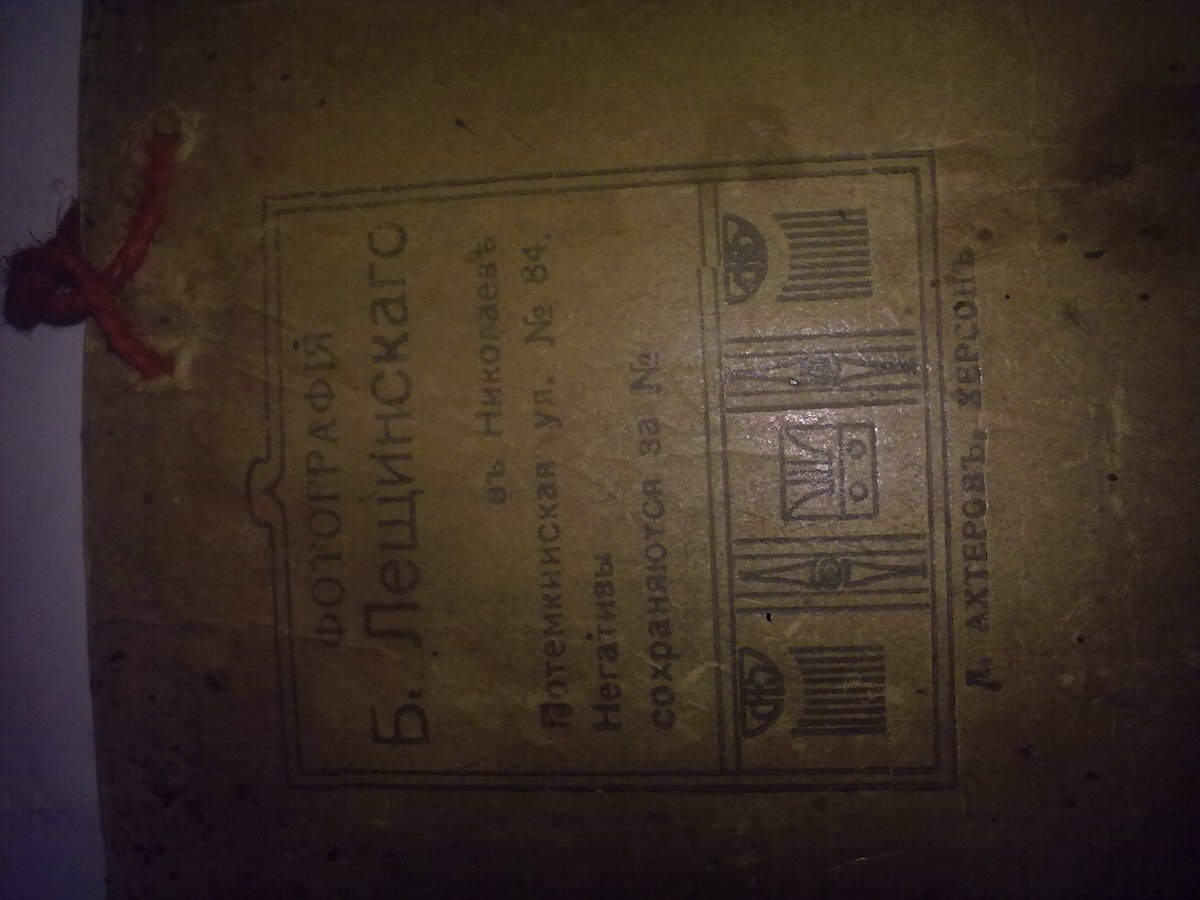 ФОТОГРАФІЯ
Б. Лещинскаго
въ Николаевѣ
Потемкинская ул. № 84.
Негативы
сохраняются за №
Д. АХТЕРОВЪ, ХЕРСОНЪ